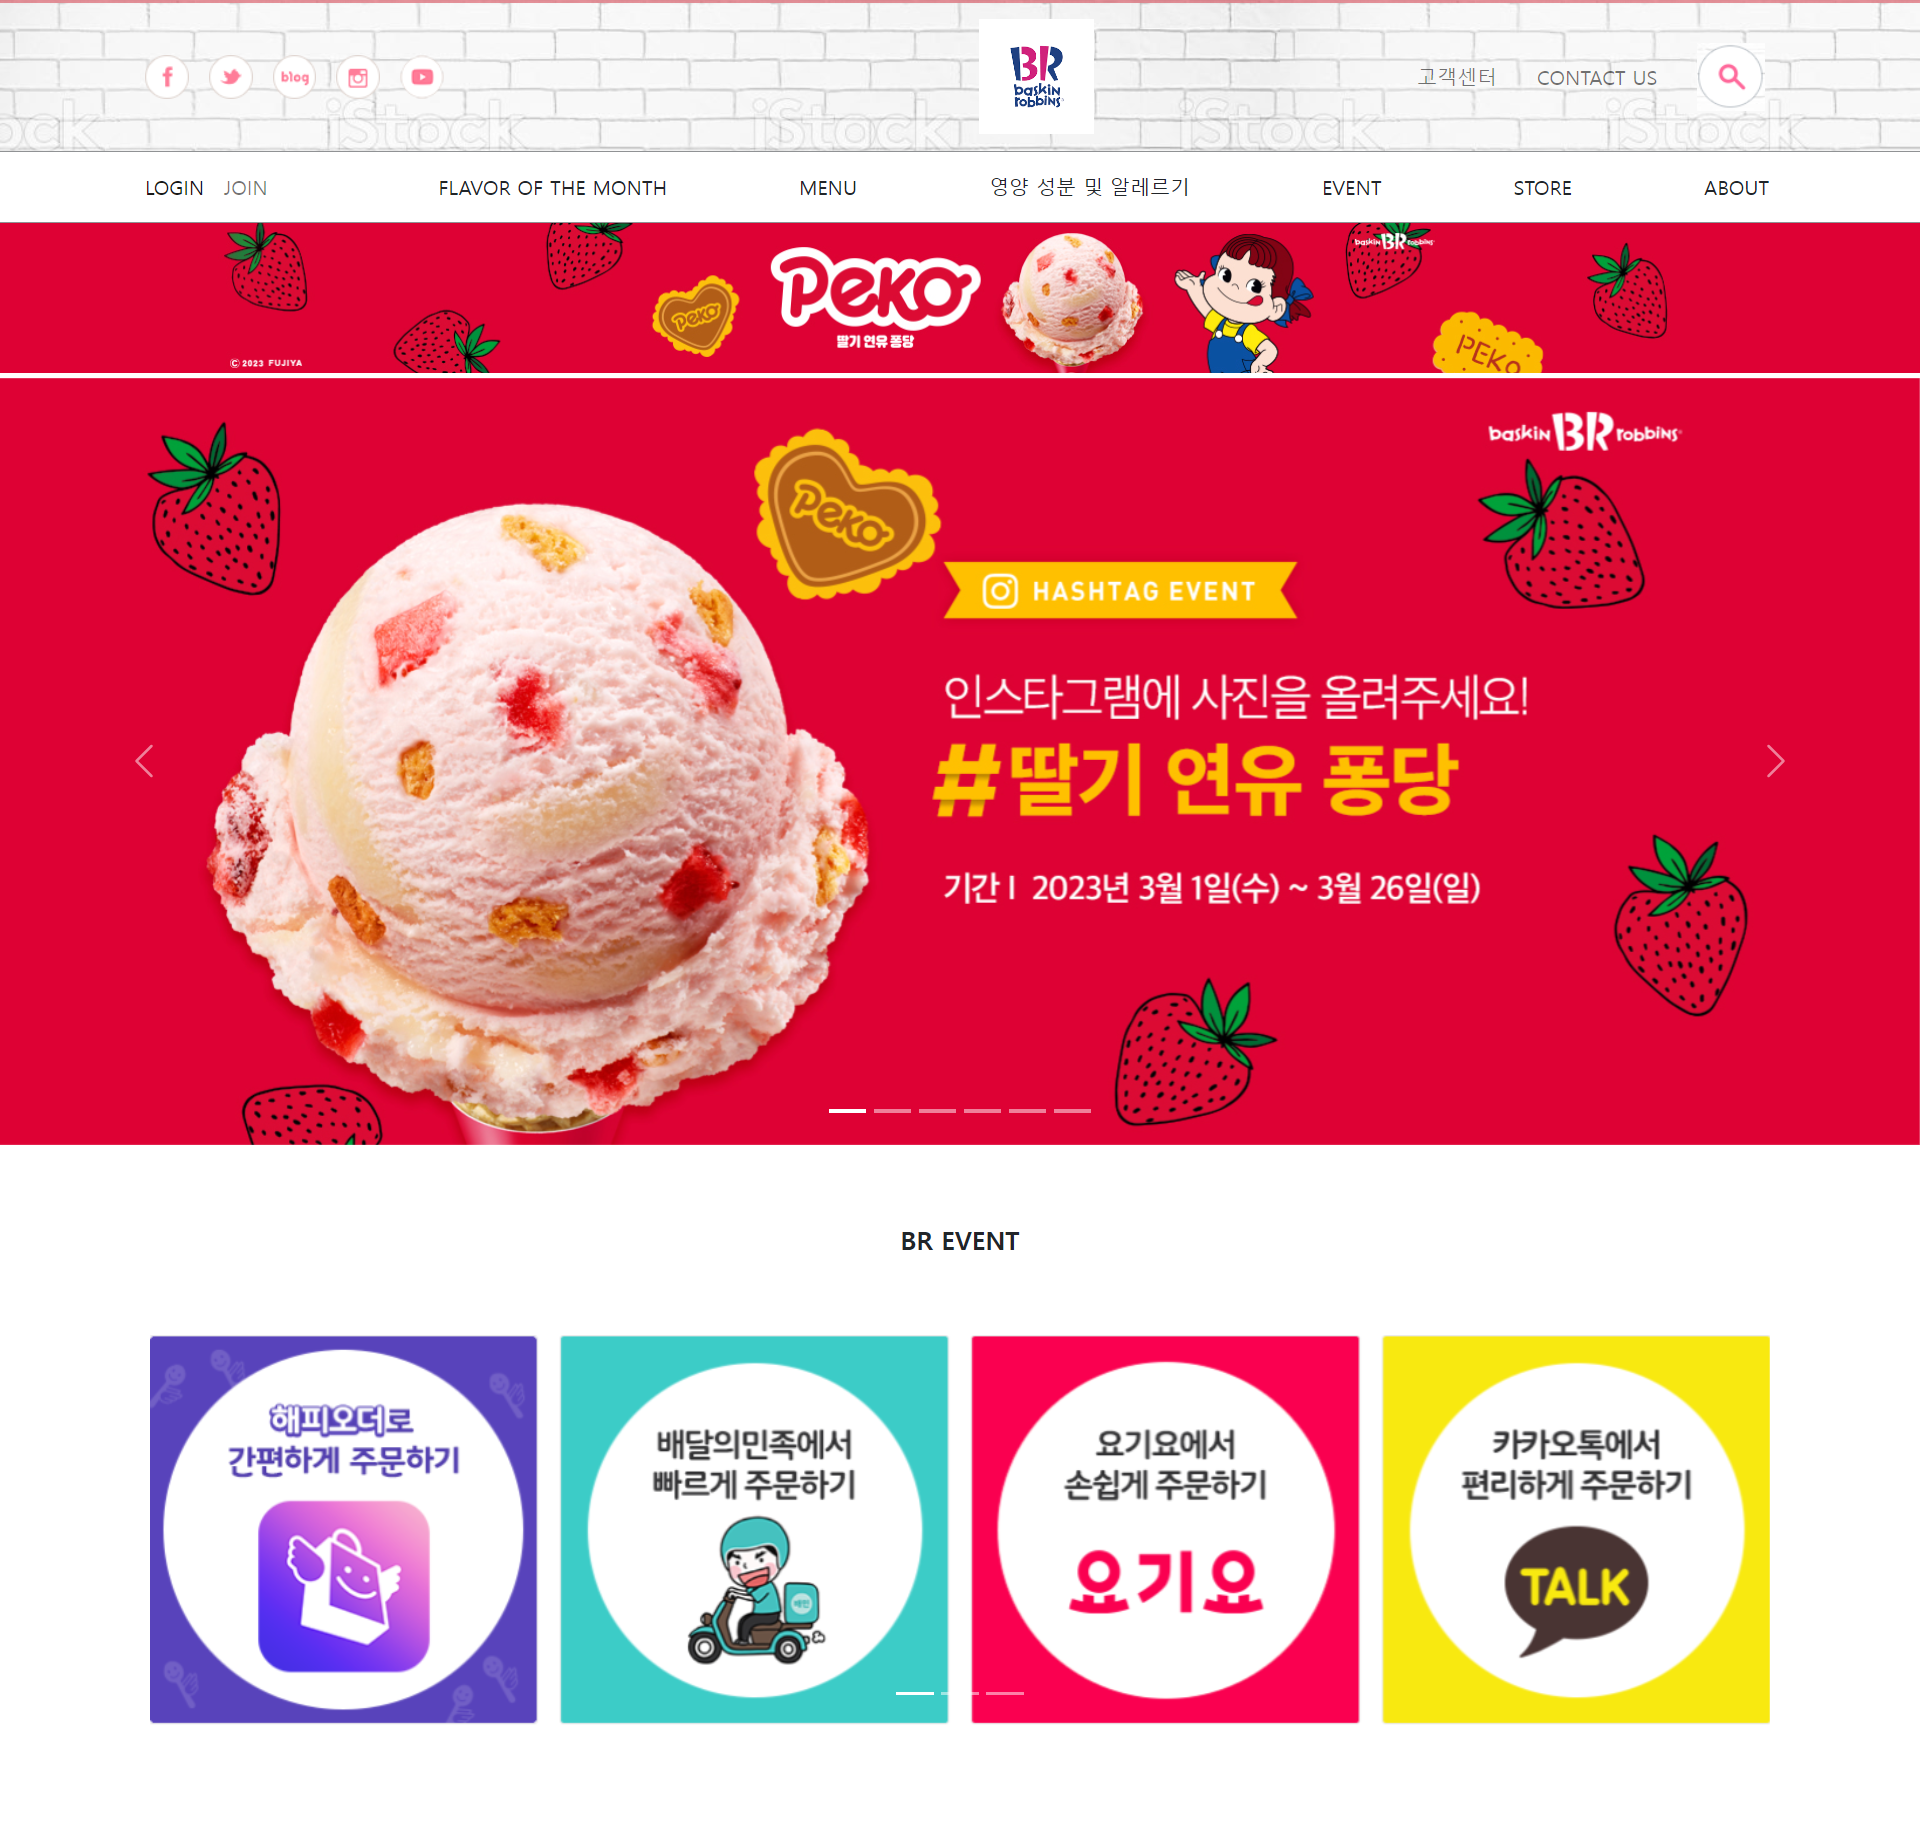 blog
BR
baskin
robbins
고객센터
CONTACT US
ock
iStock
iStock
iStock
iStock
LOGIN
JOIN
FLAVOR OF THE MONTH
MENU
영양 성분 및 알레르기
EVENT
STORE
ABOUT
baskin BR robbins
Peko
딸기 연유 퐁당
Peko
PEKO
© 2023 FUJIYA
baskin BR robbins
Peko
HASHTAG EVENT
인스타그램에 사진을 올려주세요!
#딸기 연유 퐁당
기간 I 2023년 3월 1일(수) ~ 3월 26일(일)
BR EVENT
해피오더로
간편하게 주문하기
배달의민족에서
빠르게 주문하기
배민
요기요에서
손쉽게 주문하기
요기요
카카오톡에서
편리하게 주문하기
TALK